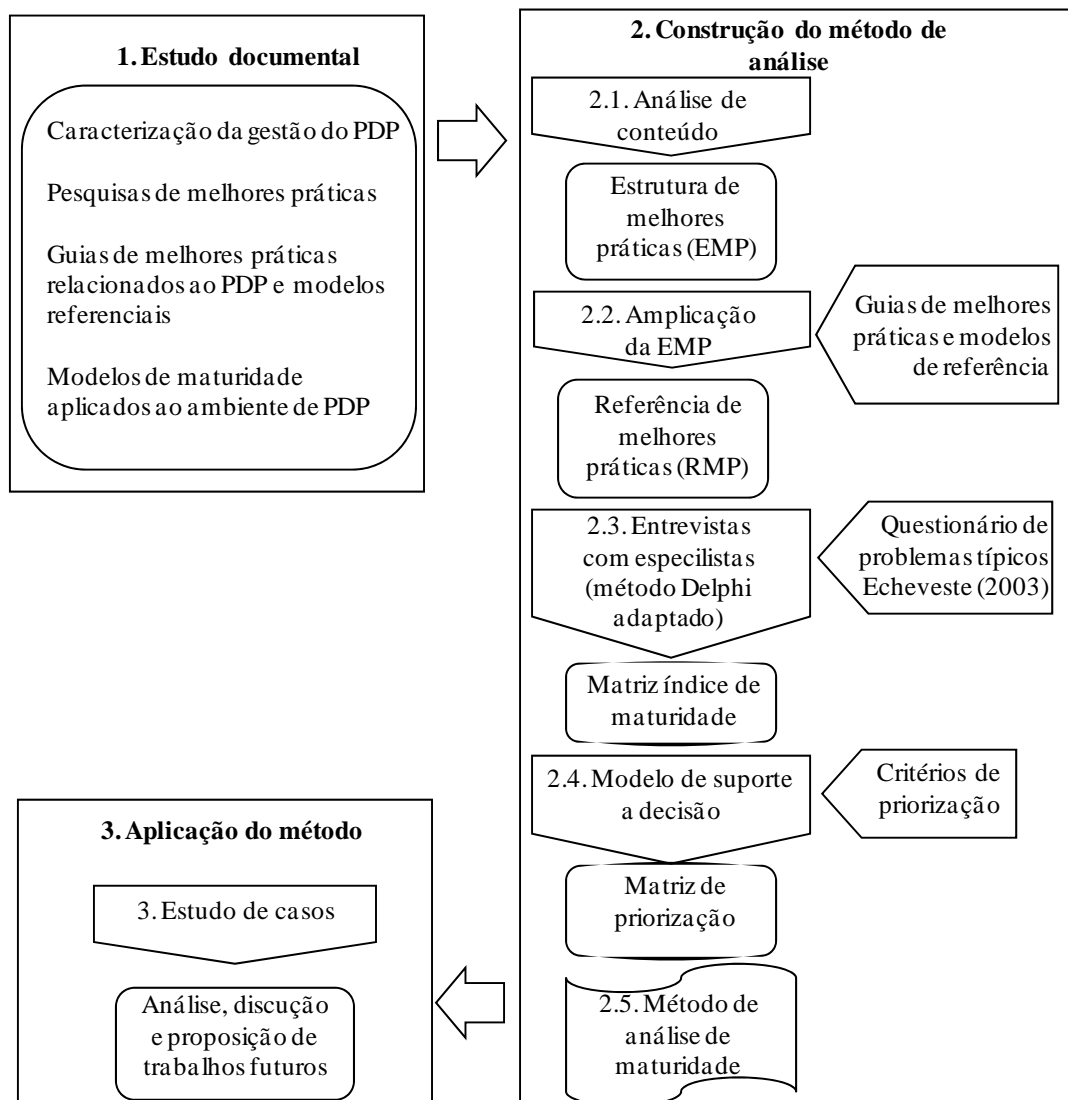 1. Estudo documental
Caracterização da gestão do PDP
Pesquisas de melhores práticas
Guias de melhores práticas
relacionados ao PDP e modelos
referenciais
Modelos de maturidade
aplicados ao ambiente de PDP
2. Construção do método de
análise
2.1. Análise de
conteúdo
Estrutura de
melhores
práticas (EMP)
2.2. Amplicação
da EMP
Guias de melhores
práticas e modelos
de referência
Referência de
melhores
práticas (RMP)
2.3. Entrevistas
com especilistas
(método Delphi
adaptado)
Questionário de
problemas típicos
Echeveste (2003)
Matriz índice de
maturidade
2.4. Modelo de suporte
a decisão
Critérios de
priorização
Matriz de
priorização
2.5. Método de
análise de
maturidade
3. Aplicação do método
3. Estudo de casos
Análise, discução
e proposição de
trabalhos futuros